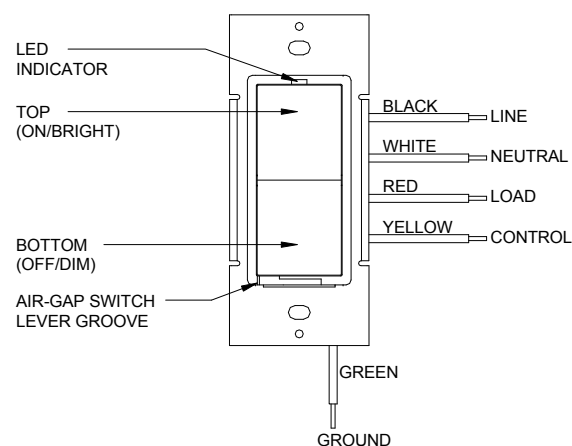 LED
INDICATOR
TOP
(ON/BRIGHT)
BOTTOM
(OFF/DIM)
AIR-GAP SWITCH
LEVER GROOVE
BLACK
LINE
WHITE
NEUTRAL
RED
LOAD
YELLOW
CONTROL
GREEN
GROUND